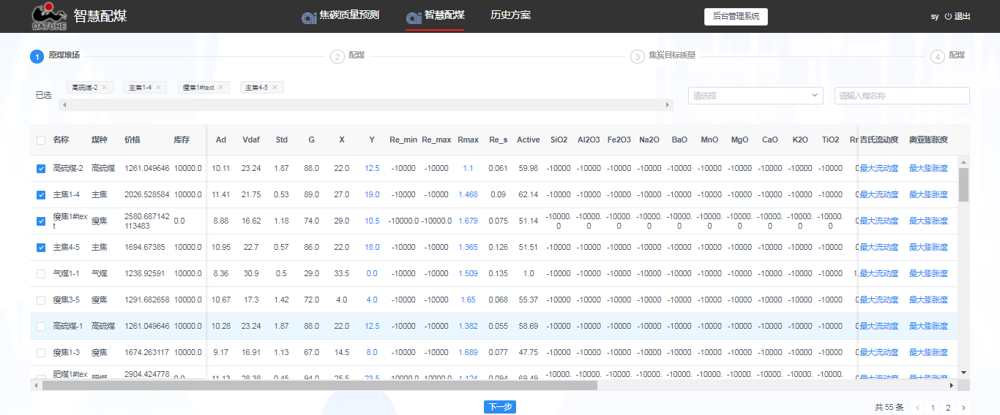 DATUHE 智慧配煤 ai 焦碳质量预测 ai 智慧配煤 历史方案 后台管理系统 sy 退出
1 原煤堆场 2 配煤 3 焦炭目标质量 4 配煤
已选: 高硫煤-2 × 主焦1-4 × 瘦焦1#text × 主焦4-5 × 请选择 请输入煤名称
名称 煤种 价格 库存 Ad Vdaf Std G X Y Re_min Re_max Rmax Re_s Active SiO2 Al2O3 Fe2O3 Na2O BaO MnO MgO CaO K2O TiO2 吉氏流动度 奥亚膨胀度
高硫煤-2 高硫煤 1261.049646 10000.0 10.11 23.24 1.87 88.0 22.0 12.5 -10000 -10000 1.1 0.061 59.98 -10000 -10000 -10000 -10000 -10000 -10000 -10000 -10000 -10000 -10000 最大流动度 最大膨胀度
主焦1-4 主焦 2026.528584 10000.0 11.41 21.75 0.53 89.0 27.0 19.0 -10000 -10000 1.468 0.09 62.14 -10000 -10000 -10000 -10000 -10000 -10000 -10000 -10000 -10000 -10000 最大流动度 最大膨胀度
瘦焦1#text 瘦焦 2580.687142113483 0.0 8.88 16.62 1.18 74.0 29.0 10.5 -10000.0 -10000.0 1.679 0.075 51.14 -10000.0 -10000.0 -10000.0 -10000.0 -10000.0 -10000.0 -10000.0 -10000.0 -10000.0 -10000.0 最大流动度 最大膨胀度
主焦4-5 主焦 1694.67385 10000.0 10.95 22.7 0.57 86.0 22.0 18.0 -10000 -10000 1.365 0.126 51.51 -10000 -10000 -10000 -10000 -10000 -10000 -10000 -10000 -10000 -10000 最大流动度 最大膨胀度
气煤1-1 气煤 1238.92591 10000.0 8.36 30.9 0.5 29.0 33.5 0.0 -10000 -10000 1.509 0.135 1.0 -10000 -10000 -10000 -10000 -10000 -10000 -10000 -10000 -10000 -10000 1. 最大流动度 最大膨胀度
瘦焦3-5 瘦焦 1291.682658 10000.0 10.67 17.3 1.42 72.0 4.0 4.0 -10000 -10000 1.65 0.068 55.37 -10000 -10000 -10000 -10000 -10000 -10000 -10000 -10000 -10000 -10000 最大流动度 最大膨胀度
高硫煤-1 高硫煤 1261.049646 10000.0 10.28 23.24 1.87 88.0 22.0 12.5 -10000 -10000 1.382 0.055 58.69 -10000 -10000 -10000 -10000 -10000 -10000 -10000 -10000 -10000 -10000 最大流动度 最大膨胀度
瘦焦1-3 瘦焦 1674.263117 10000.0 9.17 16.91 1.13 67.0 14.5 8.0 -10000 -10000 1.689 0.077 47.75 -10000 -10000 -10000 -10000 -10000 -10000 -10000 -10000 -10000 -10000 最大流动度 最大膨胀度
肥煤1#tex 肥煤 2904.424778 0.0 11.13 28.38 0.45 94.0 25.5 23.5 -10000.0 -10000.0 1.124 0.094 69.49 -10000. -10000. -10000. -10000. -10000. -10000. -10000. -10000. -10000. -10000. 最大流动度 最大膨胀度
下一步 共 55 条 < 1 2 >